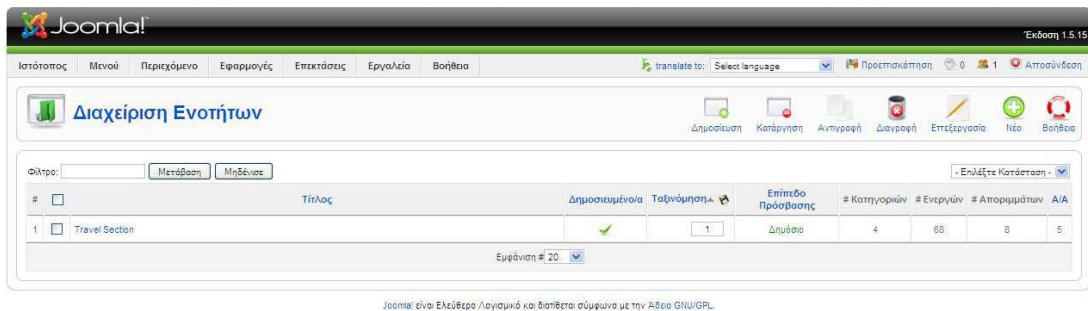 Joomla!
Έκδοση 1.5.15
Ιστότοπος Μενού Περιεχόμενο Εφαρμογές Επεκτάσεις Εργαλεία Βοήθεια translate to: Select language Προεπισκόπηση 0 1 Αποσύνδεση
Διαχείριση Ενοτήτων
Δημοσίευση Κατάργηση Αντιγραφή Διαγραφή Επεξεργασία Νέο Βοήθεια
Φίλτρο: Μετάβαση Μηδένισε - Επιλέξτε Κατάσταση -
# Τίτλος Δημοσιευμένο/α Ταξινόμηση Επίπεδο Πρόσβασης # Κατηγοριών # Ενεργών # Απορριμμάτων Α/Α
1 Travel Section 1 Δημόσιο 4 68 8 5
Εμφάνιση # 20
Joomla! είναι Ελεύθερο Λογισμικό και διατίθεται σύμφωνα με την Άδεια GNU/GPL.